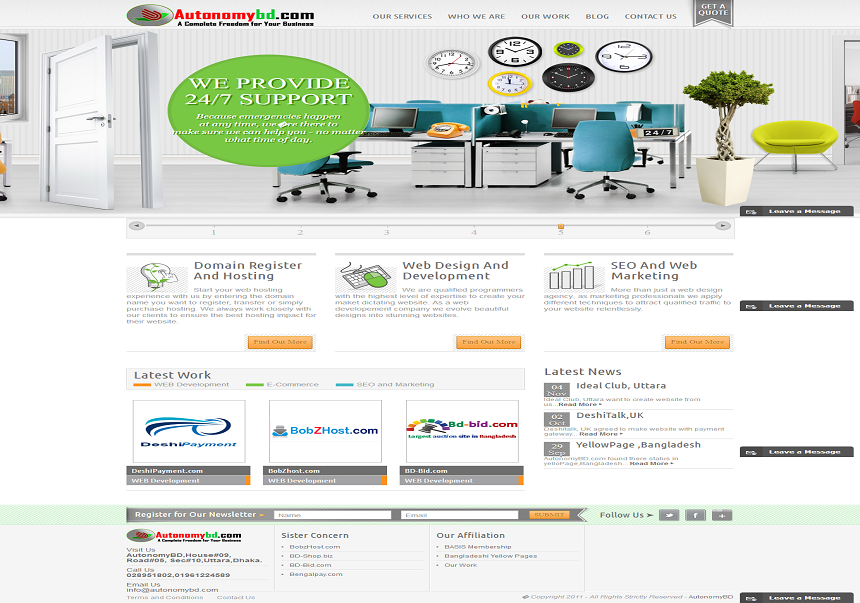 Autonomybd.com
A Complete Freedom for Your Business
OUR SERVICES WHO WE ARE OUR WORK BLOG CONTACT US
GET A
QUOTE
WE PROVIDE
24/7 SUPPORT
Because emergencies happen
at any time, we�re there to
make sure we can help you - no matter
what time of day.
24/7
Leave a Message
1 2 3 4 5 6
Domain Register
And Hosting
Start your web hosting
experience with us by entering the domain
name you want to register, transfer or simply
purchase hosting. We always work closely with
our clients to ensure the best hosting impact for
their website.
Find Out More
Web Design And
Development
We are qualified programmers
with the highest level of expertise to create your
market dictating website. As a web
developement company we evolve beautiful
designs into stunning websites.
Find Out More
SEO And Web
Marketing
More than just a web design
agency, as marketing professionals we apply
different techniques to attract qualified traffic to
your website relentlessly.
Find Out More
Leave a Message
Latest Work
WEB Development E-Commerce SEO and Marketing
DeshiPayment
DeshiPayment.com
WEB Development
BobZHost.com
BobZhost.com
WEB Development
Bd-bid.com
Largest auction site in Bangladesh
BD-Bid.com
WEB Development
Latest News
04
Nov
Ideal Club, Uttara
Ideal Club, Uttara want to create website from
us...Read More
02
Oct
DeshiTalk,UK
Deshitalk, UK agreed to make website with payment
gateway... Read More
29
Sep
YellowPage ,Bangladesh
AutonomyBD.com found there status in
yelloPage,Bangladesh... Read More
Leave a Message
Register for Our Newsletter
Name
Email
SUBMIT
Follow Us
Autonomybd.com
A Complete Freedom for Your Business
Visit Us
AutonomyBD,House#09,
Road#05, Sec#10,Uttara,Dhaka.
Call Us
028951802,01961224589
Email Us
info@autonomybd.com
Terms and Conditions Contact Us
Sister Concern
BobzHost.com
BD-Shop.biz
BD-Bid.com
Bengalpay.com
Our Affiliation
BASIS Membership
Bangladeshi Yellow Pages
Our Work
� Copyright 2011 - All Rights Strictly Reserved - AutonomyBD
Leave a Message